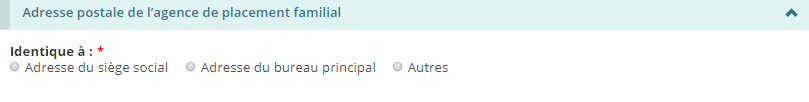 Adresse postale de l’agence de placement familial
Identique à : *
Adresse du siège social Adresse du bureau principal Autres